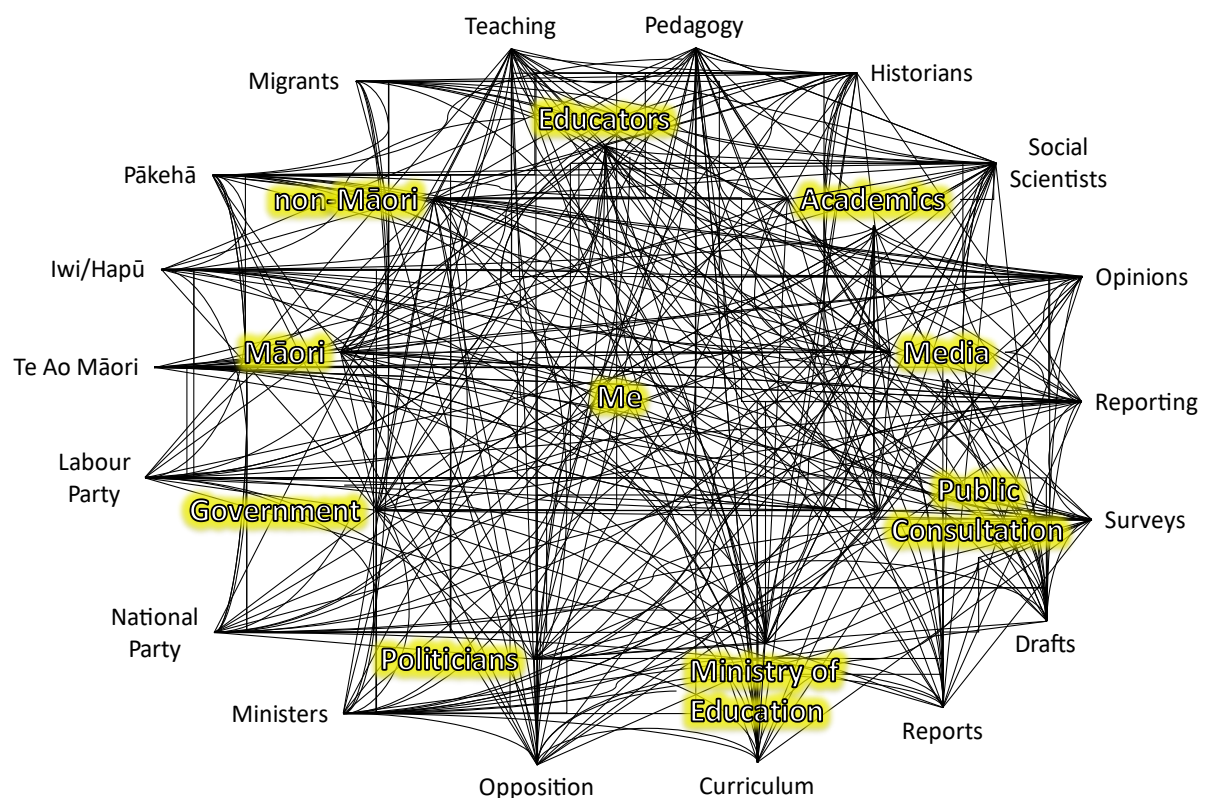 Teaching
Pedagogy
Migrants
Historians
Educators
Social
Scientists
Pākehā
non-Māori
Academics
Iwi/Hapū
Opinions
Māori
Media
Te Ao Māori
Me
Reporting
Labour
Party
Government
Public
Consultation
Surveys
National
Party
Drafts
Politicians
Ministry of
Education
Ministers
Reports
Opposition
Curriculum